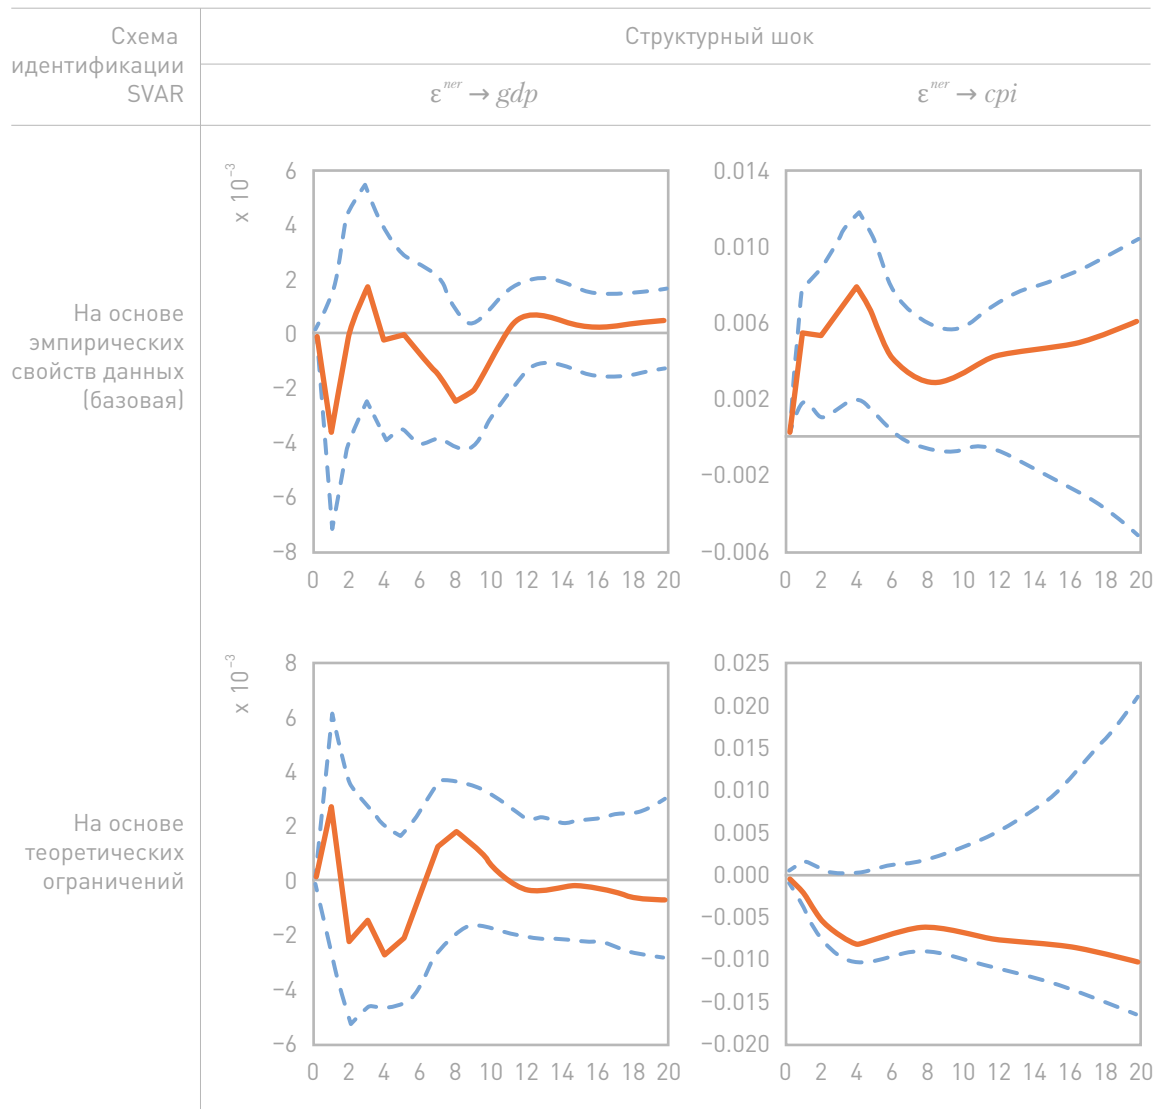 Схема
идентификации
SVAR
Структурный шок
εⁿᵉʳ → gdp
εⁿᵉʳ → cpi
На основе
эмпирических
свойств данных
(базовая)
x 10⁻³
6
4
2
0
−2
−4
−6
−8
0 2 4 6 8 10 12 14 16 18 20
0.014
0.010
0.006
0.002
−0.002
−0.006
0 2 4 6 8 10 12 14 16 18 20
На основе
теоретических
ограничений
x 10⁻³
8
6
4
2
0
−2
−4
−6
0 2 4 6 8 10 12 14 16 18 20
0.025
0.020
0.015
0.010
0.005
0.000
−0.005
−0.010
−0.015
−0.020
0 2 4 6 8 10 12 14 16 18 20